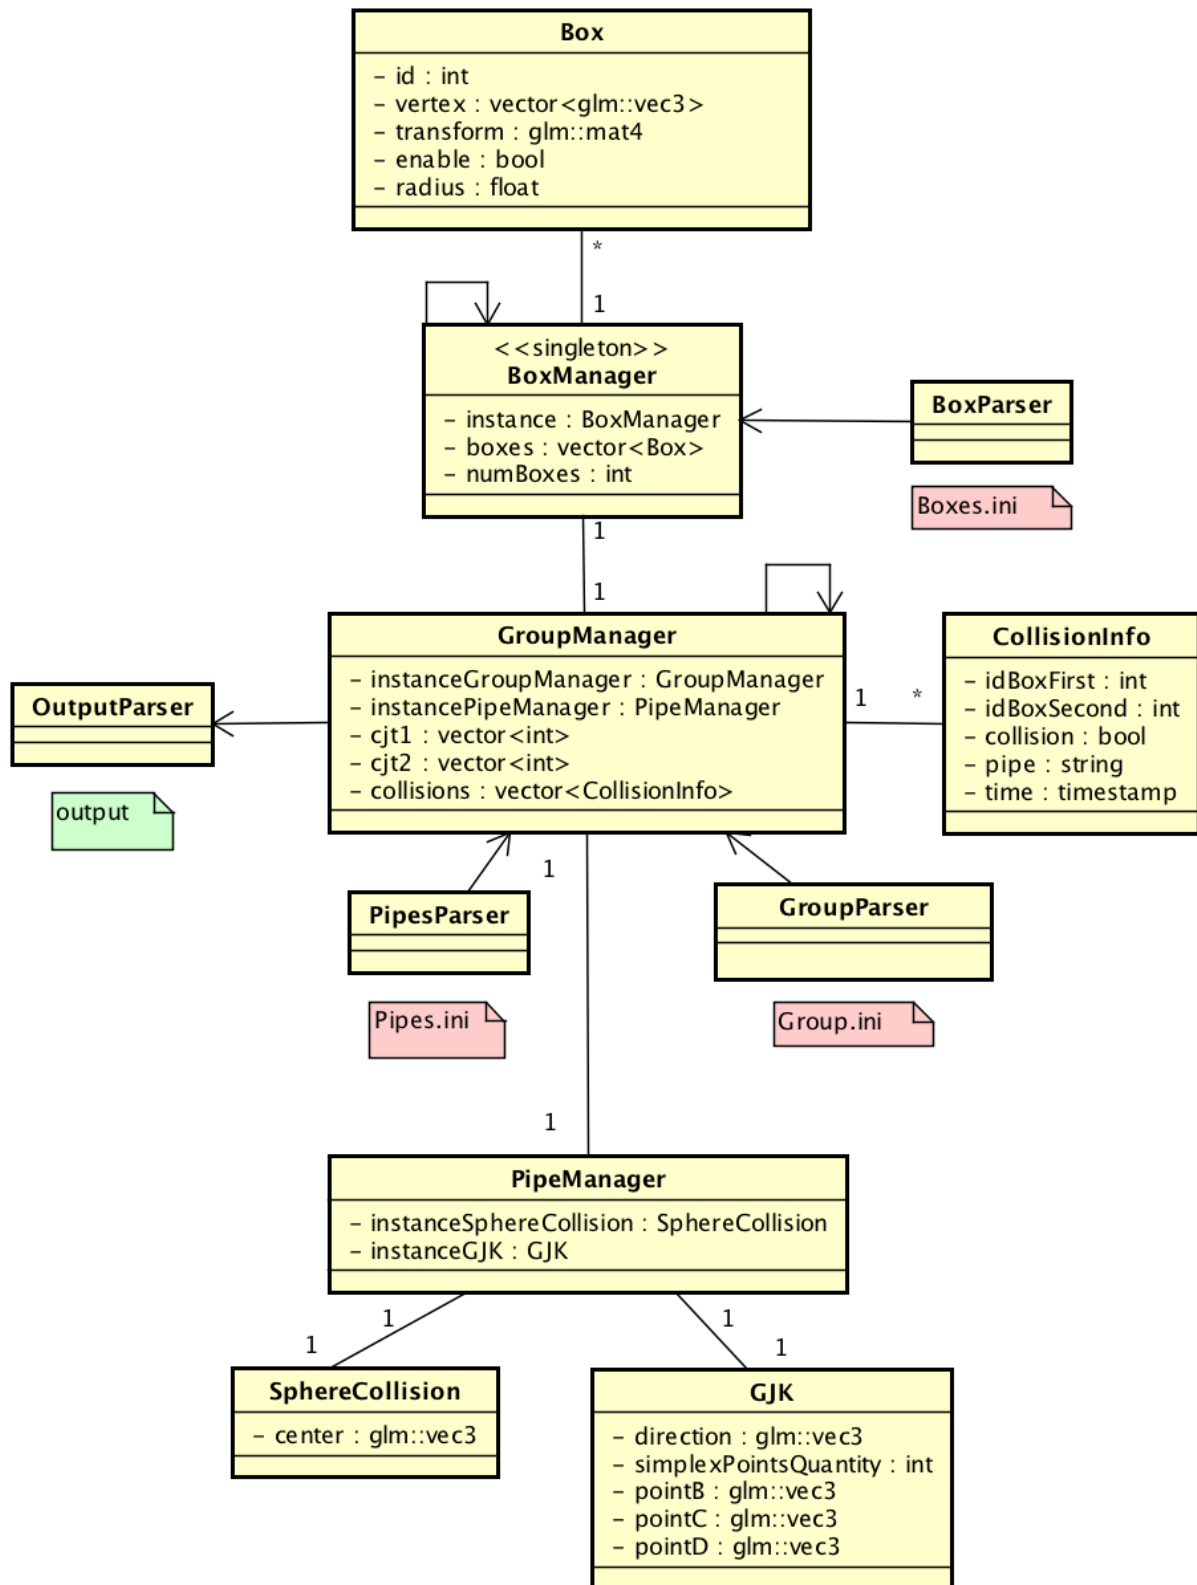 Box
– id : int
– vertex : vector<glm::vec3>
– transform : glm::mat4
– enable : bool
– radius : float
*
1
<<singleton>>
BoxManager
– instance : BoxManager
– boxes : vector<Box>
– numBoxes : int
BoxParser
Boxes.ini
1
1
GroupManager
– instanceGroupManager : GroupManager
– instancePipeManager : PipeManager
– cjt1 : vector<int>
– cjt2 : vector<int>
– collisions : vector<CollisionInfo>
1 *
CollisionInfo
– idBoxFirst : int
– idBoxSecond : int
– collision : bool
– pipe : string
– time : timestamp
OutputParser
output
1
PipesParser
Pipes.ini
GroupParser
Group.ini
1
PipeManager
– instanceSphereCollision : SphereCollision
– instanceGJK : GJK
1
1
1
1
SphereCollision
– center : glm::vec3
GJK
– direction : glm::vec3
– simplexPointsQuantity : int
– pointB : glm::vec3
– pointC : glm::vec3
– pointD : glm::vec3